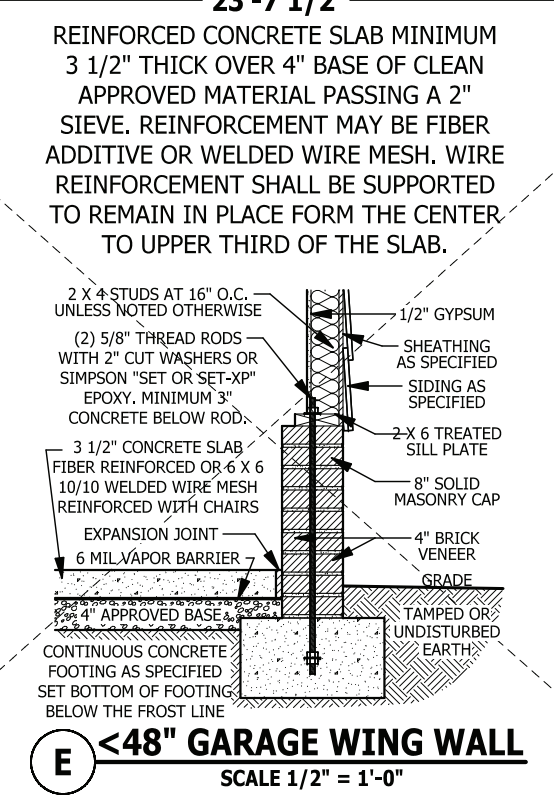 23'-7 1/2"
REINFORCED CONCRETE SLAB MINIMUM
3 1/2" THICK OVER 4" BASE OF CLEAN
APPROVED MATERIAL PASSING A 2"
SIEVE. REINFORCEMENT MAY BE FIBER
ADDITIVE OR WELDED WIRE MESH. WIRE
REINFORCEMENT SHALL BE SUPPORTED
TO REMAIN IN PLACE FORM THE CENTER
TO UPPER THIRD OF THE SLAB.
2 X 4 STUDS AT 16" O.C.
UNLESS NOTED OTHERWISE
(2) 5/8" THREAD RODS
WITH 2" CUT WASHERS OR
SIMPSON "SET OR SET-XP"
EPOXY. MINIMUM 3"
CONCRETE BELOW ROD.
3 1/2" CONCRETE SLAB
FIBER REINFORCED OR 6 X 6
10/10 WELDED WIRE MESH
REINFORCED WITH CHAIRS
EXPANSION JOINT
6 MIL VAPOR BARRIER
4" APPROVED BASE
CONTINUOUS CONCRETE
FOOTING AS SPECIFIED
SET BOTTOM OF FOOTING
BELOW THE FROST LINE
1/2" GYPSUM
SHEATHING
AS SPECIFIED
SIDING AS
SPECIFIED
2 X 6 TREATED
SILL PLATE
8" SOLID
MASONRY CAP
4" BRICK
VENEER
GRADE
TAMPED OR
UNDISTURBED
EARTH
E
<48" GARAGE WING WALL
SCALE 1/2" = 1'-0"